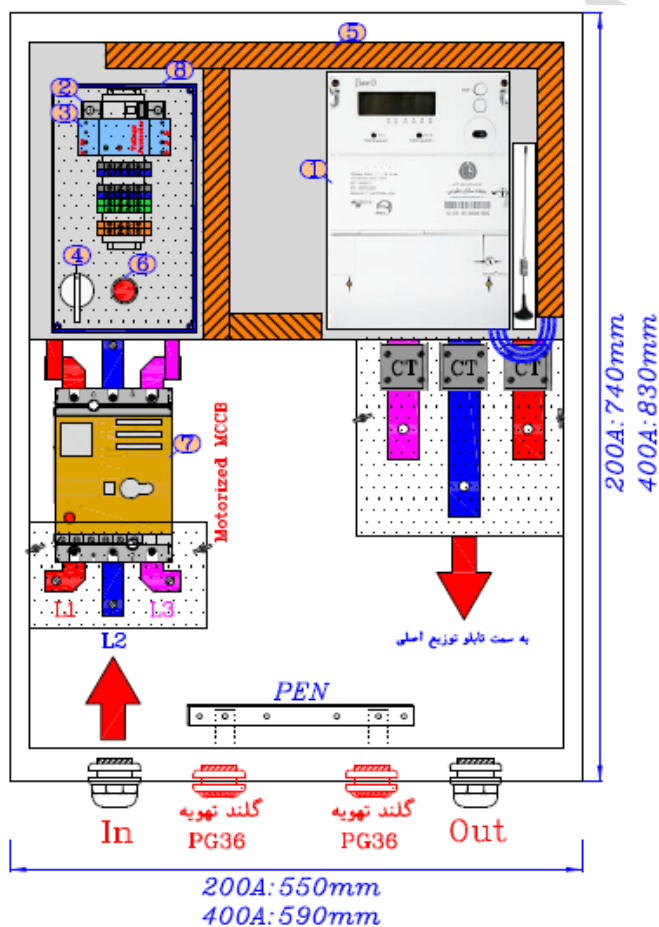 5
8
2
3
1
4
6
CT
CT
CT
7
Motorized MCCB
200A:740mm
400A:830mm
L1
L3
L2
به سمت تابلو توزیع اصلی
PEN
گلند تهویه
PG36
گلند تهویه
PG36
In
Out
200A:550mm
400A:590mm